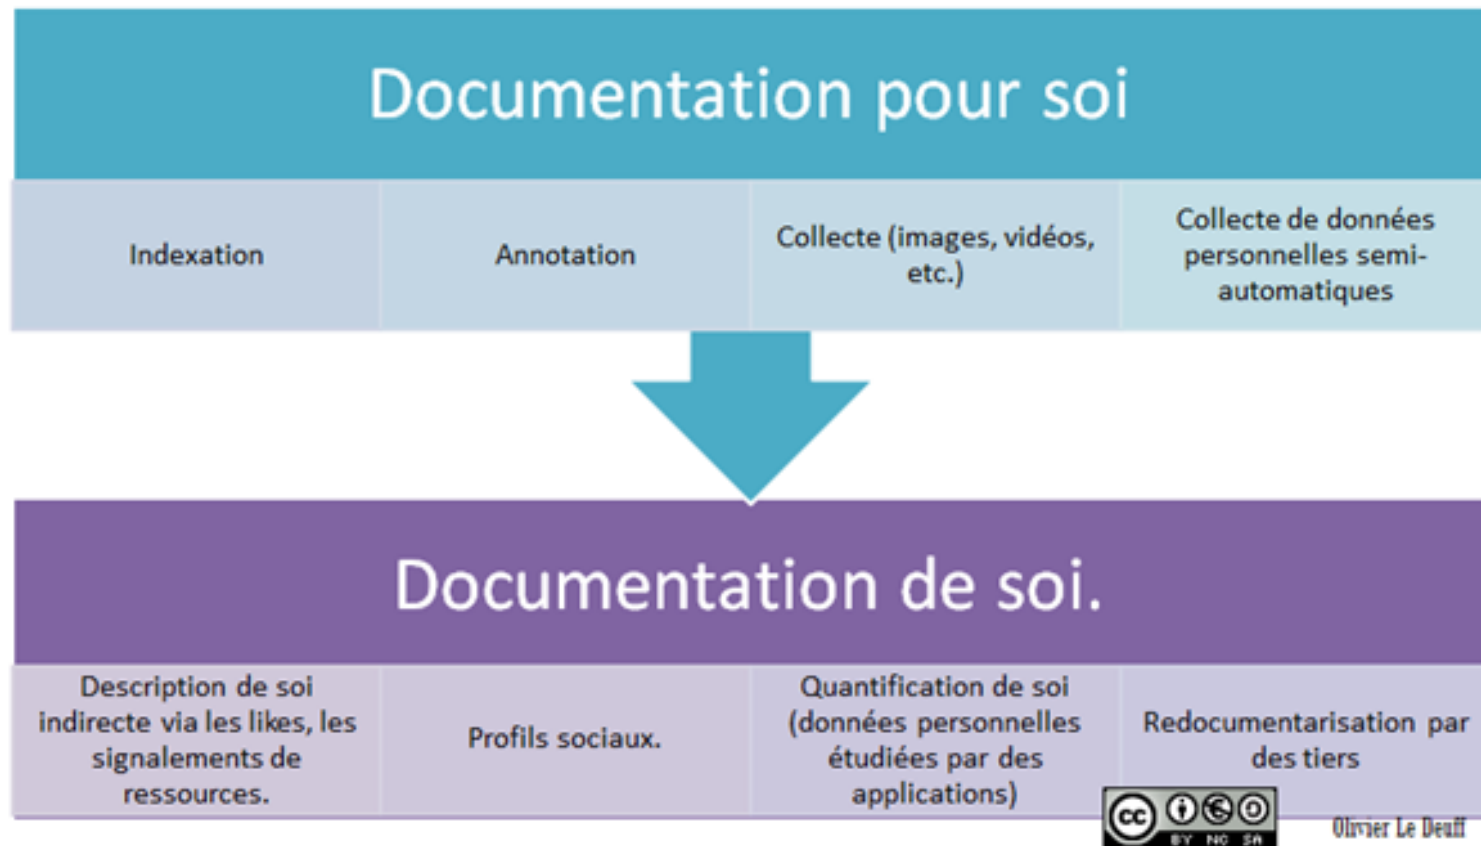 Documentation pour soi
Indexation
Annotation
Collecte (images, vidéos,
etc.)
Collecte de données
personnelles semi-
automatiques
Documentation de soi.
Description de soi
indirecte via les likes, les
signalements de
ressources.
Profils sociaux.
Quantification de soi
(données personnelles
étudiées par des
applications)
Redocumentarisation par
des tiers
cc
BY NC SA
Olivier Le Deuff